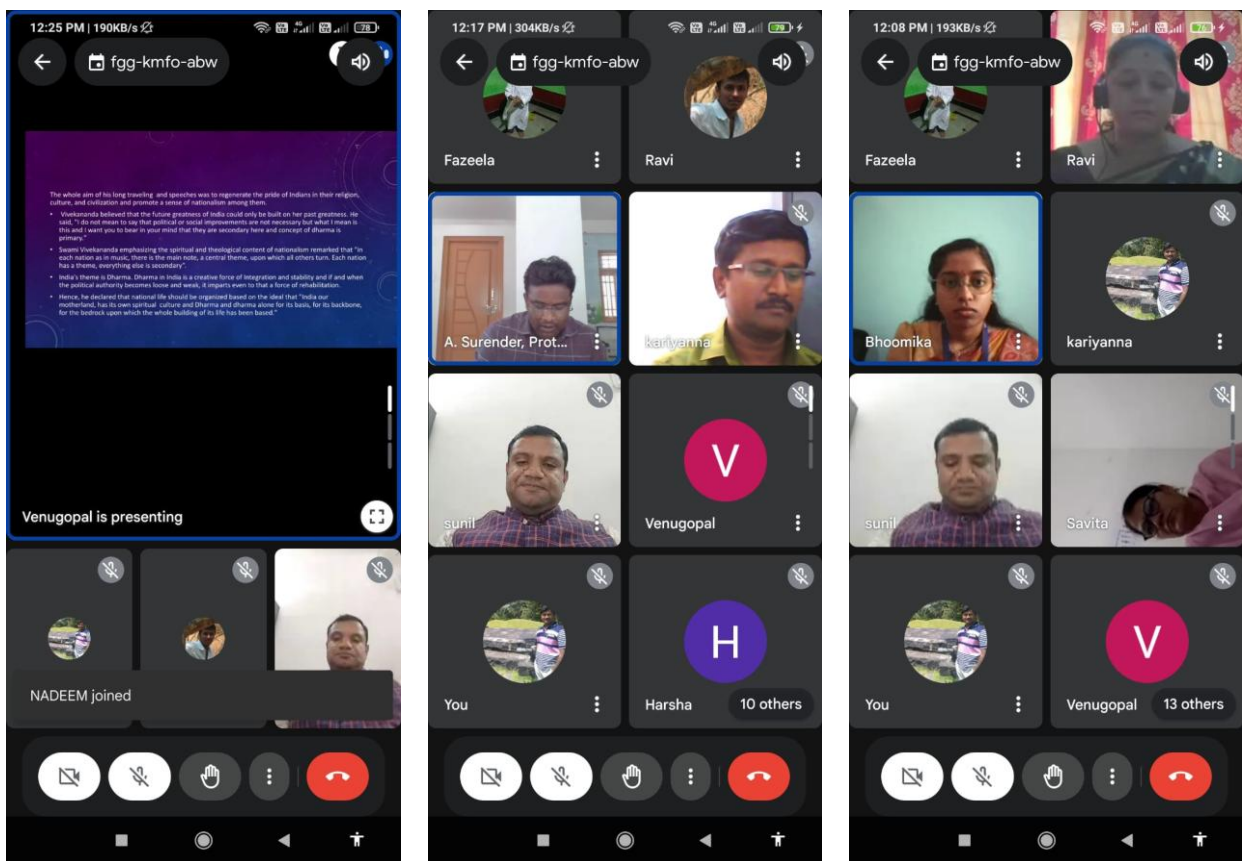 12:25 PM | 190KB/s
78
fgg-kmfo-abw
The whole aim of his long traveling and speeches was to regenerate the pride of Indians in their religion,
culture, and civilization and promote a sense of nationalism among them.
• Vivekananda believed that the future greatness of India could only be built on her past greatness. He
said, "I do not mean to say that political or social improvements are not necessary but what I mean is
this and I want you to bear in your mind that they are secondary here and concept of dharma is
primary."
• Swami Vivekananda emphasizing the spiritual and theological content of nationalism remarked that "in
each nation as in music, there is the main note, a central theme, upon which all others turn. Each nation
has a theme, everything else is secondary".
• India's theme is Dharma. Dharma in India is a creative force of Integration and stability and if and when
the political authority becomes loose and weak, it imparts even to that a force of rehabilitation.
• Hence, he declared that national life should be organized based on the ideal that "India our
motherland, has its own spiritual culture and Dharma and dharma alone for its basis, for its backbone,
for the bedrock upon which the whole building of its life has been based."
Venugopal is presenting
NADEEM joined
12:17 PM | 304KB/s
fgg-kmfo-abw
Fazeela
Ravi
A. Surender, Prot...
kariyanna
sunil
V
Venugopal
You
H
Harsha
10 others
12:08 PM | 193KB/s
76
fgg-kmfo-abw
Fazeela
Ravi
Bhoomika
kariyanna
sunil
Savita
You
V
Venugopal
13 others